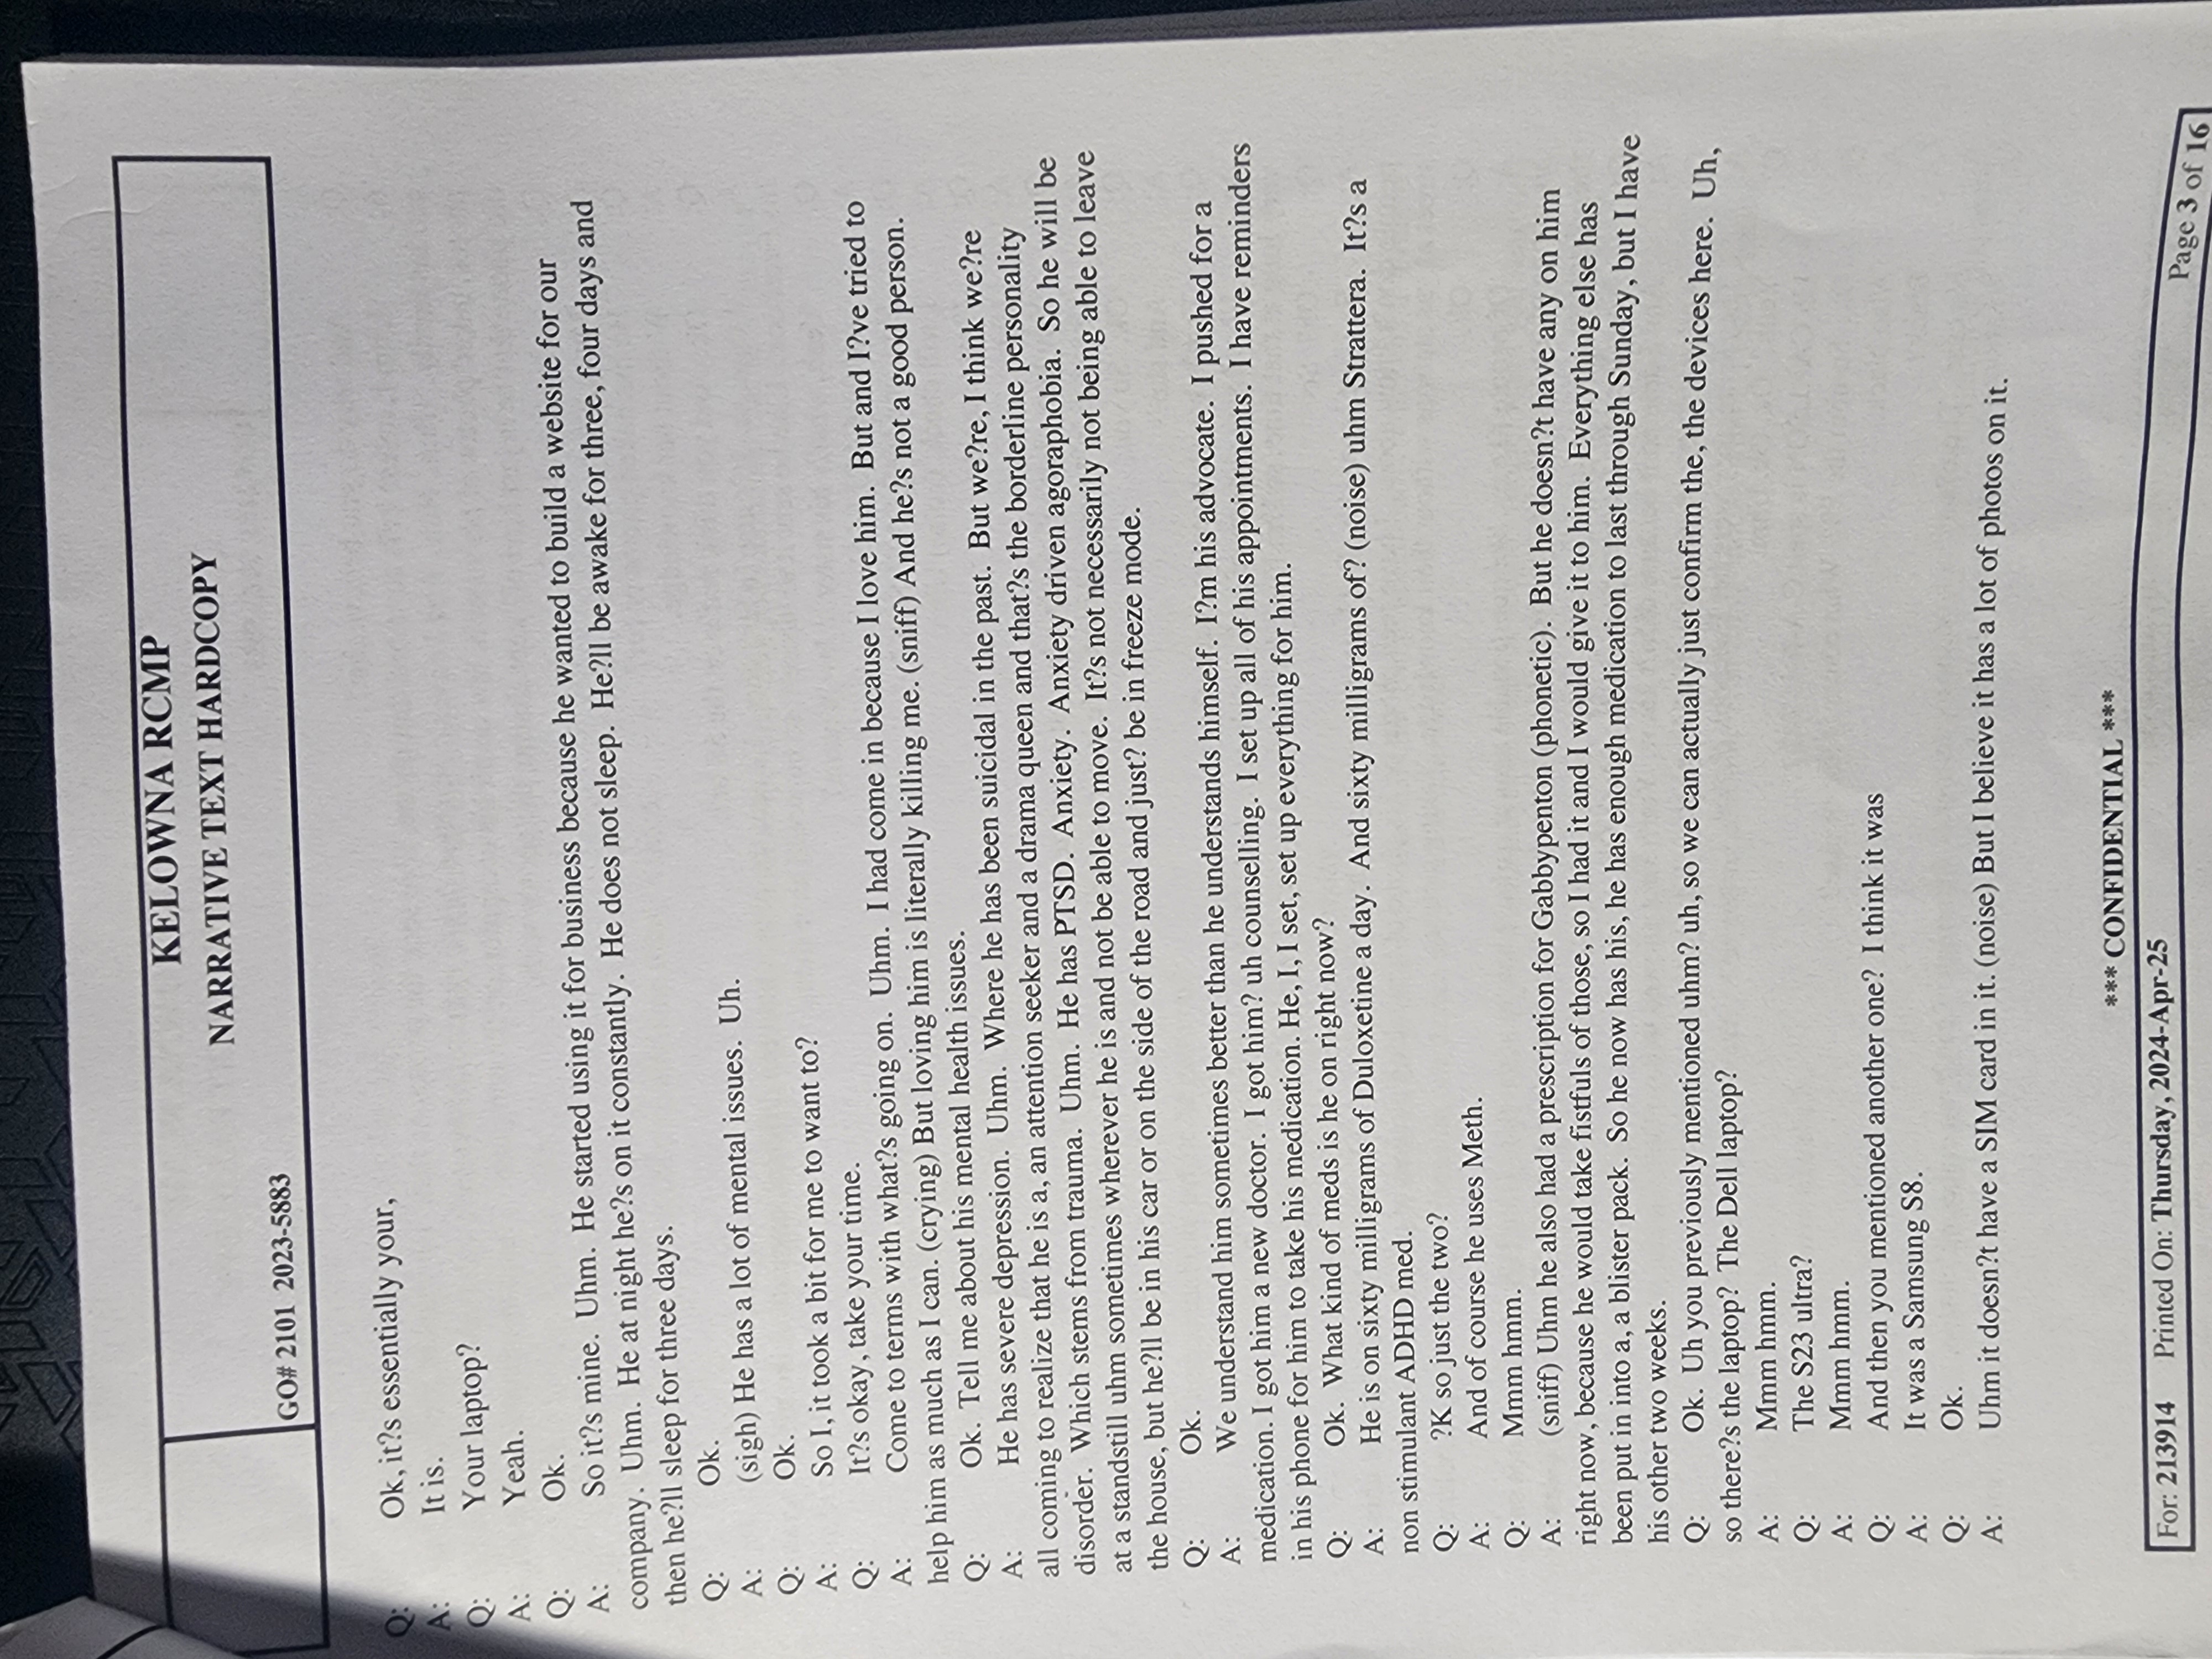 KELOWNA RCMP
NARRATIVE TEXT HARDCOPY
GO# 2101 2023-5883
Q: Ok, it?s essentially your,
A: It is.
Q: Your laptop?
A: Yeah.
Q: Ok.
A: So it?s mine. Uhm. He started using it for business because he wanted to build a website for our
company. Uhm. He at night he?s on it constantly. He does not sleep. He?ll be awake for three, four days and
then he?ll sleep for three days.
Q: Ok.
A: (sigh) He has a lot of mental issues. Uh.
Q: Ok.
A: So I, it took a bit for me to want to?
Q: It?s okay, take your time.
A: Come to terms with what?s going on. Uhm. I had come in because I love him. But and I?ve tried to
help him as much as I can. (crying) But loving him is literally killing me. (sniff) And he?s not a good person.
Q: Ok. Tell me about his mental health issues.
A: He has severe depression. Uhm. Where he has been suicidal in the past. But we?re, I think we?re
all coming to realize that he is a, an attention seeker and a drama queen and that?s the borderline personality
disorder. Which stems from trauma. Uhm. He has PTSD. Anxiety. Anxiety driven agoraphobia. So he will be
at a standstill uhm sometimes wherever he is and not be able to move. It?s not necessarily not being able to leave
the house, but he?ll be in his car or on the side of the road and just? be in freeze mode.
Q: Ok.
A: We understand him sometimes better than he understands himself. I?m his advocate. I pushed for a
medication. I got him a new doctor. I got him? uh counselling. I set up all of his appointments. I have reminders
in his phone for him to take his medication. He, I, I set, set up everything for him.
Q: Ok. What kind of meds is he on right now?
A: He is on sixty milligrams of Duloxetine a day. And sixty milligrams of? (noise) uhm Strattera. It?s a
non stimulant ADHD med.
Q: ?K so just the two?
A: And of course he uses Meth.
Q: Mmm hmm.
A: (sniff) Uhm he also had a prescription for Gabbypenton (phonetic). But he doesn?t have any on him
right now, because he would take fistfuls of those, so I had it and I would give it to him. Everything else has
been put in into a, a blister pack. So he now has his, he has enough medication to last through Sunday, but I have
his other two weeks.
Q: Ok. Uh you previously mentioned uhm? uh, so we can actually just confirm the, the devices here. Uh,
so there?s the laptop? The Dell laptop?
A: Mmm hmm.
Q: The S23 ultra?
A: Mmm hmm.
Q: And then you mentioned another one? I think it was
A: It was a Samsung S8.
Q: Ok.
A: Uhm it doesn?t have a SIM card in it. (noise) But I believe it has a lot of photos on it.
*** CONFIDENTIAL ***
For: 213914 Printed On: Thursday, 2024-Apr-25
Page 3 of 16